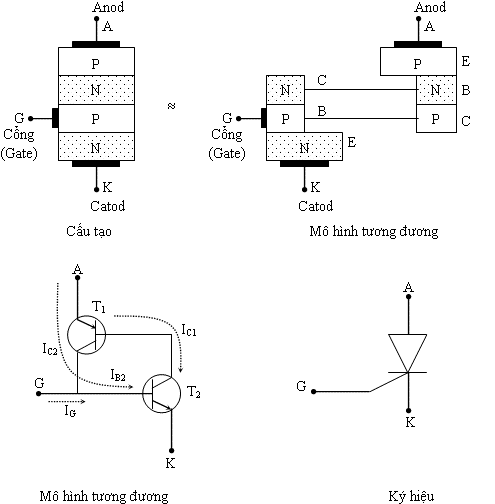 Anod
A
P
N
P
N
G
Cổng
(Gate)
K
Catod
Cấu tạo
≈
Anod
A
P
E
N
B
P
C
N
C
P
B
N
E
G
Cổng
(Gate)
K
Catod
Mô hình tương đương
A
T1
IC1
IC2
IB2
G
IG
T2
K
Mô hình tương đương
A
G
K
Ký hiệu